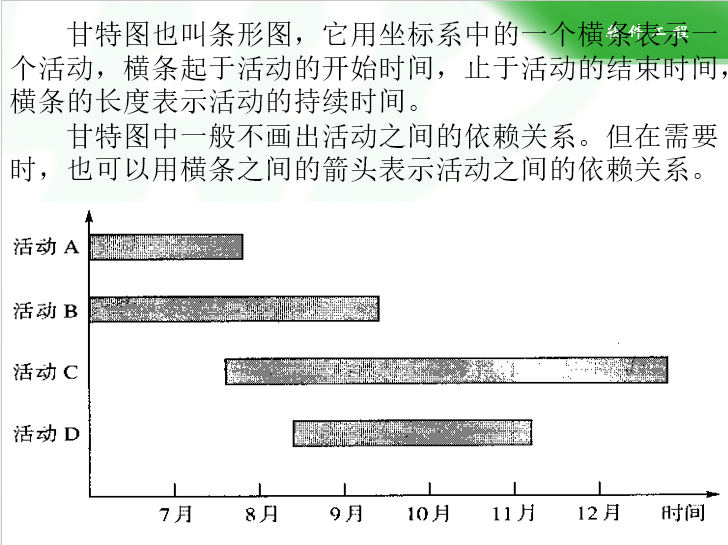 软件工程
甘特图也叫条形图，它用坐标系中的一个横条表示一
个活动，横条起于活动的开始时间，止于活动的结束时间，
横条的长度表示活动的持续时间。
甘特图中一般不画出活动之间的依赖关系。但在需要
时，也可以用横条之间的箭头表示活动之间的依赖关系。
活动 A
活动 B
活动 C
活动 D
7月 8月 9月 10月 11月 12月 时间